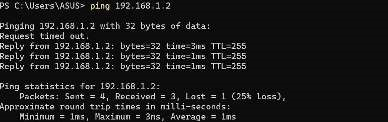 PS C:\Users\ASUS> ping 192.168.1.2
Pinging 192.168.1.2 with 32 bytes of data:
Request timed out.
Reply from 192.168.1.2: bytes=32 time=3ms TTL=255
Reply from 192.168.1.2: bytes=32 time=1ms TTL=255
Reply from 192.168.1.2: bytes=32 time=1ms TTL=255
Ping statistics for 192.168.1.2:
Packets: Sent = 4, Received = 3, Lost = 1 (25% loss),
Approximate round trip times in milli-seconds:
Minimum = 1ms, Maximum = 3ms, Average = 1ms